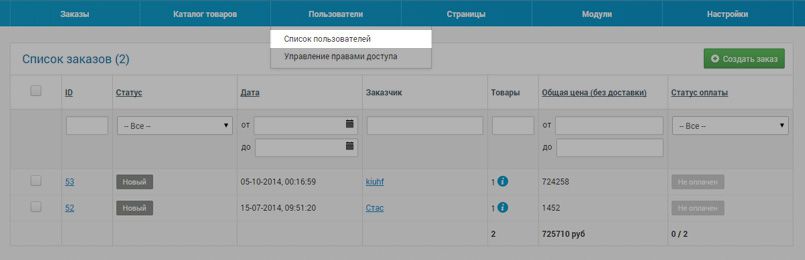 Заказы Каталог товаров Пользователи Страницы Модули Настройки
Список пользователей
Управление правами доступа
Список заказов (2) Создать заказ
ID Статус Дата Заказчик Товары Общая цена (без доставки) Статус оплаты
-- Все -- от от -- Все --
до до
53 Новый 05-10-2014, 00:16:59 kiuhf 1 724258 Не оплачен
52 Новый 15-07-2014, 09:51:20 Стас 1 1452 Не оплачен
2 725710 руб 0 / 2